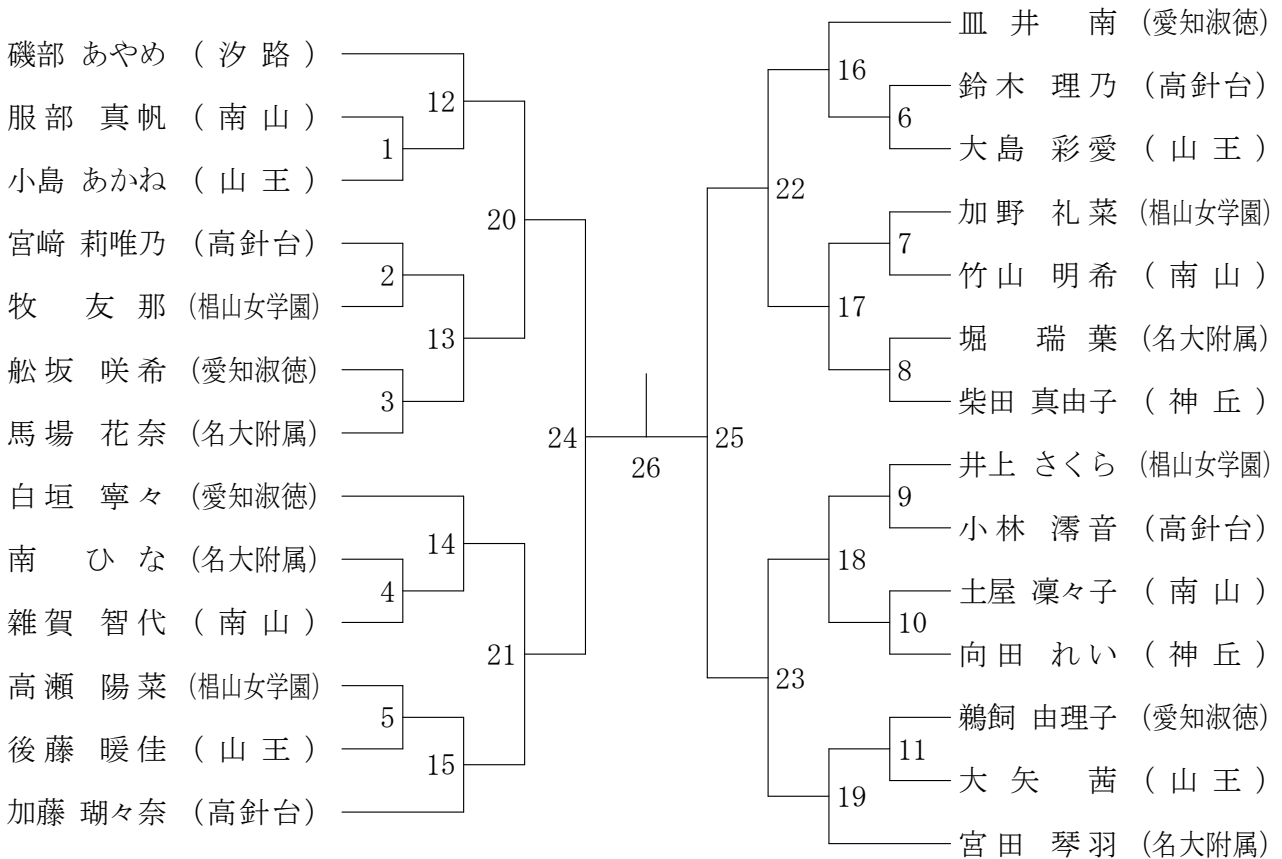 磯部 あやめ （ 汐 路 ）
服部 真帆 （ 南 山 ）
小島 あかね （ 山 王 ）
宮﨑 莉唯乃 （高針台）
牧 友 那 （椙山女学園）
舩坂 咲希 （愛知淑徳）
馬場 花奈 （名大附属）
白垣 寧々 （愛知淑徳）
南 ひ な （名大附属）
雑賀 智代 （ 南 山 ）
高瀬 陽菜 （椙山女学園）
後藤 暖佳 （ 山 王 ）
加藤 瑚々奈 （高針台）
12
1
20
2
13
3
24
14
4
21
5
15
26
皿 井 南 （愛知淑徳）
鈴木 理乃 （高針台）
大島 彩愛 （ 山 王 ）
加野 礼菜 （椙山女学園）
竹山 明希 （ 南 山 ）
堀 瑞 葉 （名大附属）
柴田 真由子 （ 神 丘 ）
井上 さくら （椙山女学園）
小林 澪音 （高針台）
土屋 凜々子 （ 南 山 ）
向田 れい （ 神 丘 ）
鵜飼 由理子 （愛知淑徳）
大 矢 茜 （ 山 王 ）
宮田 琴羽 （名大附属）
16
6
22
7
17
8
25
9
18
10
23
11
19